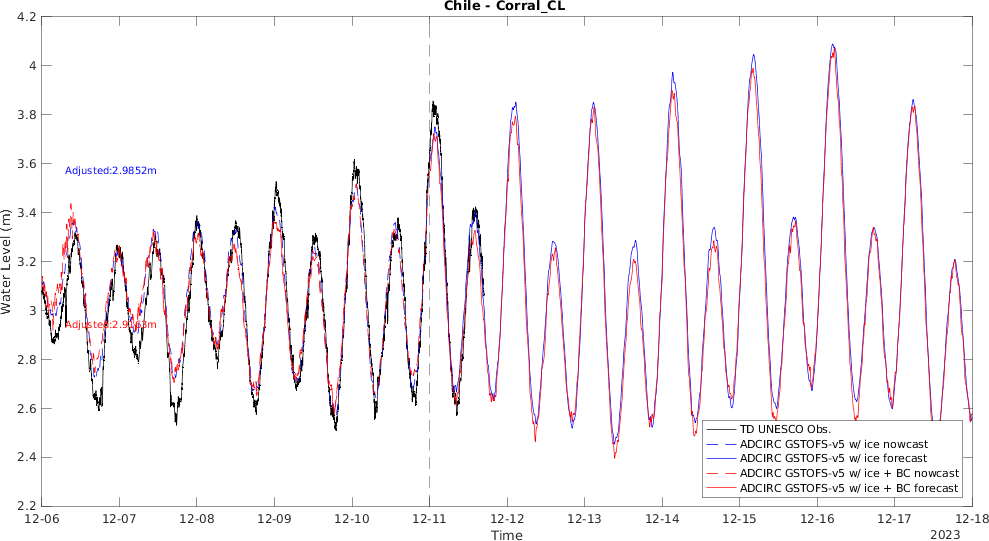 Chile - Corral_CL
4.2
4
3.8
3.6
3.4
3.2
3
2.8
2.6
2.4
2.2
Water Level (m)
Adjusted:2.9852m
TD UNESCO Obs.
ADCIRC GSTOFS-v5 w/ ice nowcast
ADCIRC GSTOFS-v5 w/ ice forecast
ADCIRC GSTOFS-v5 w/ ice + BC nowcast
ADCIRC GSTOFS-v5 w/ ice + BC forecast
12-06 12-07 12-08 12-09 12-10 12-11 12-12 12-13 12-14 12-15 12-16 12-17 12-18
Time
2023